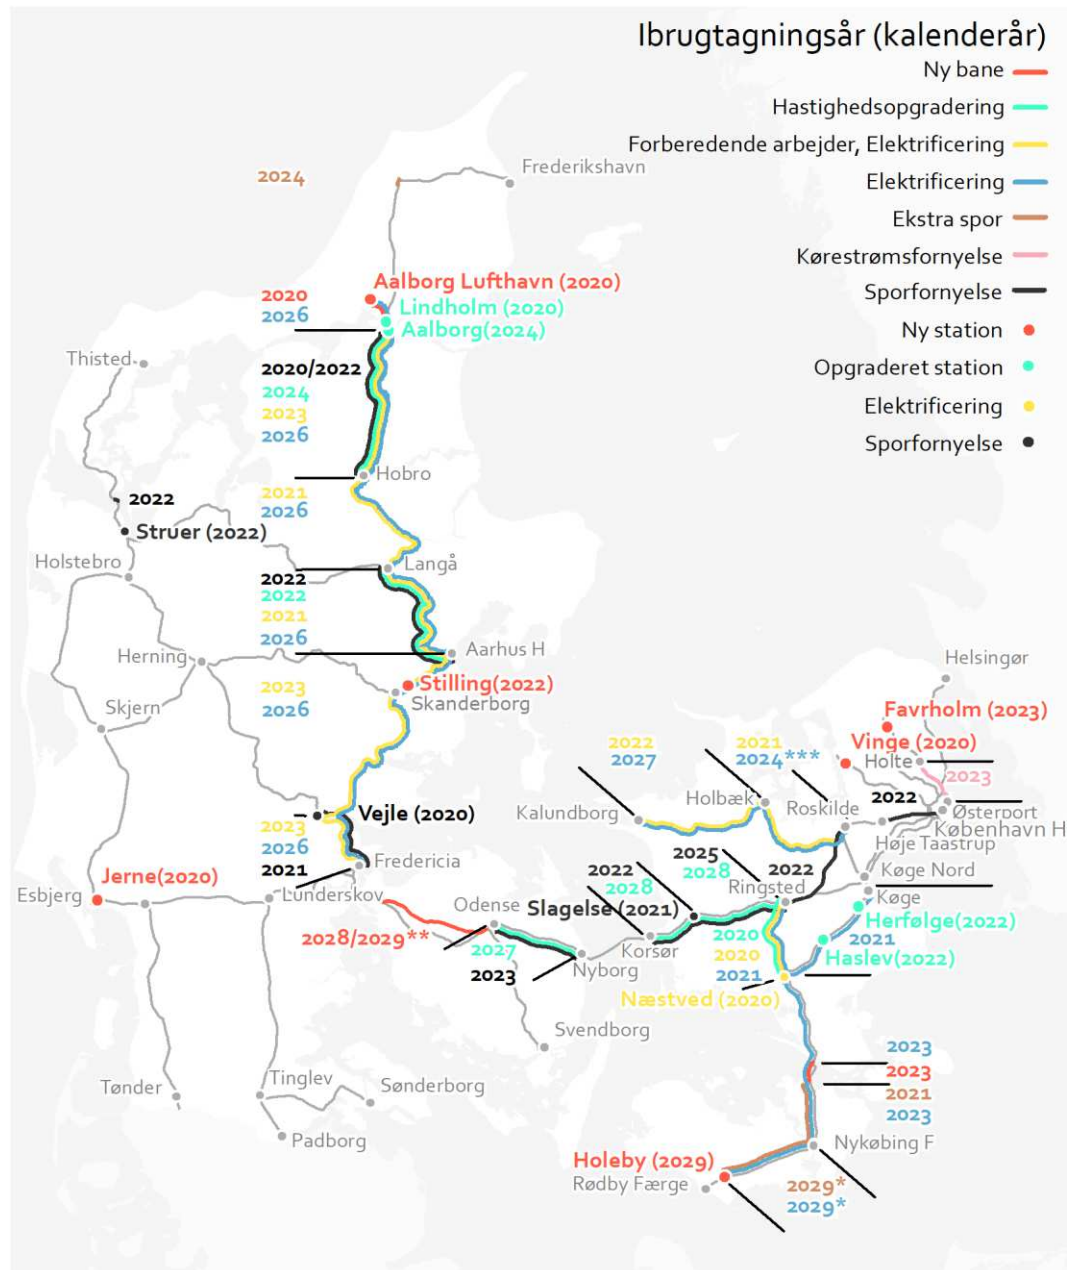 Ibrugtagningsår (kalenderår)
Ny bane
Hastighedsopgradering
Forberedende arbejder, Elektrificering
Elektrificering
Ekstra spor
Kørestrømsfornyelse
Sporfornyelse
Ny station
Opgraderet station
Elektrificering
Sporfornyelse
Frederikshavn
2024
Aalborg Lufthavn (2020)
2020
2026
Lindholm (2020)
Aalborg(2024)
Thisted
2020/2022
2024
2023
2026
Hobro
2021
2026
2022
Struer (2022)
Holstebro
Langå
2022
2022
2021
2026
Aarhus H
Herning
Stilling(2022)
Skanderborg
2023
2026
Skjern
Helsingør
Favrholm (2023)
Vinge (2020)
Holte
2023
2022
2027
2021
2024***
Kalundborg
Holbæk
Roskilde
2022
Østerport
København H
Høje Taastrup
Køge Nord
Køge
Vejle (2020)
2023
2026
2021
Fredericia
Jerne(2020)
Esbjerg
Lunderskov
2028/2029**
Odense
2027
2023
Nyborg
Svendborg
2022
2028
Slagelse (2021)
Korsør
2025
2028
2022
Ringsted
2020
2020
2021
Herfølge(2022)
2021
Haslev(2022)
Næstved (2020)
2023
2023
2021
2023
Nykøbing F
Holeby (2029)
Rødby Færge
2029*
2029*
Tønder
Tinglev
Sønderborg
Padborg